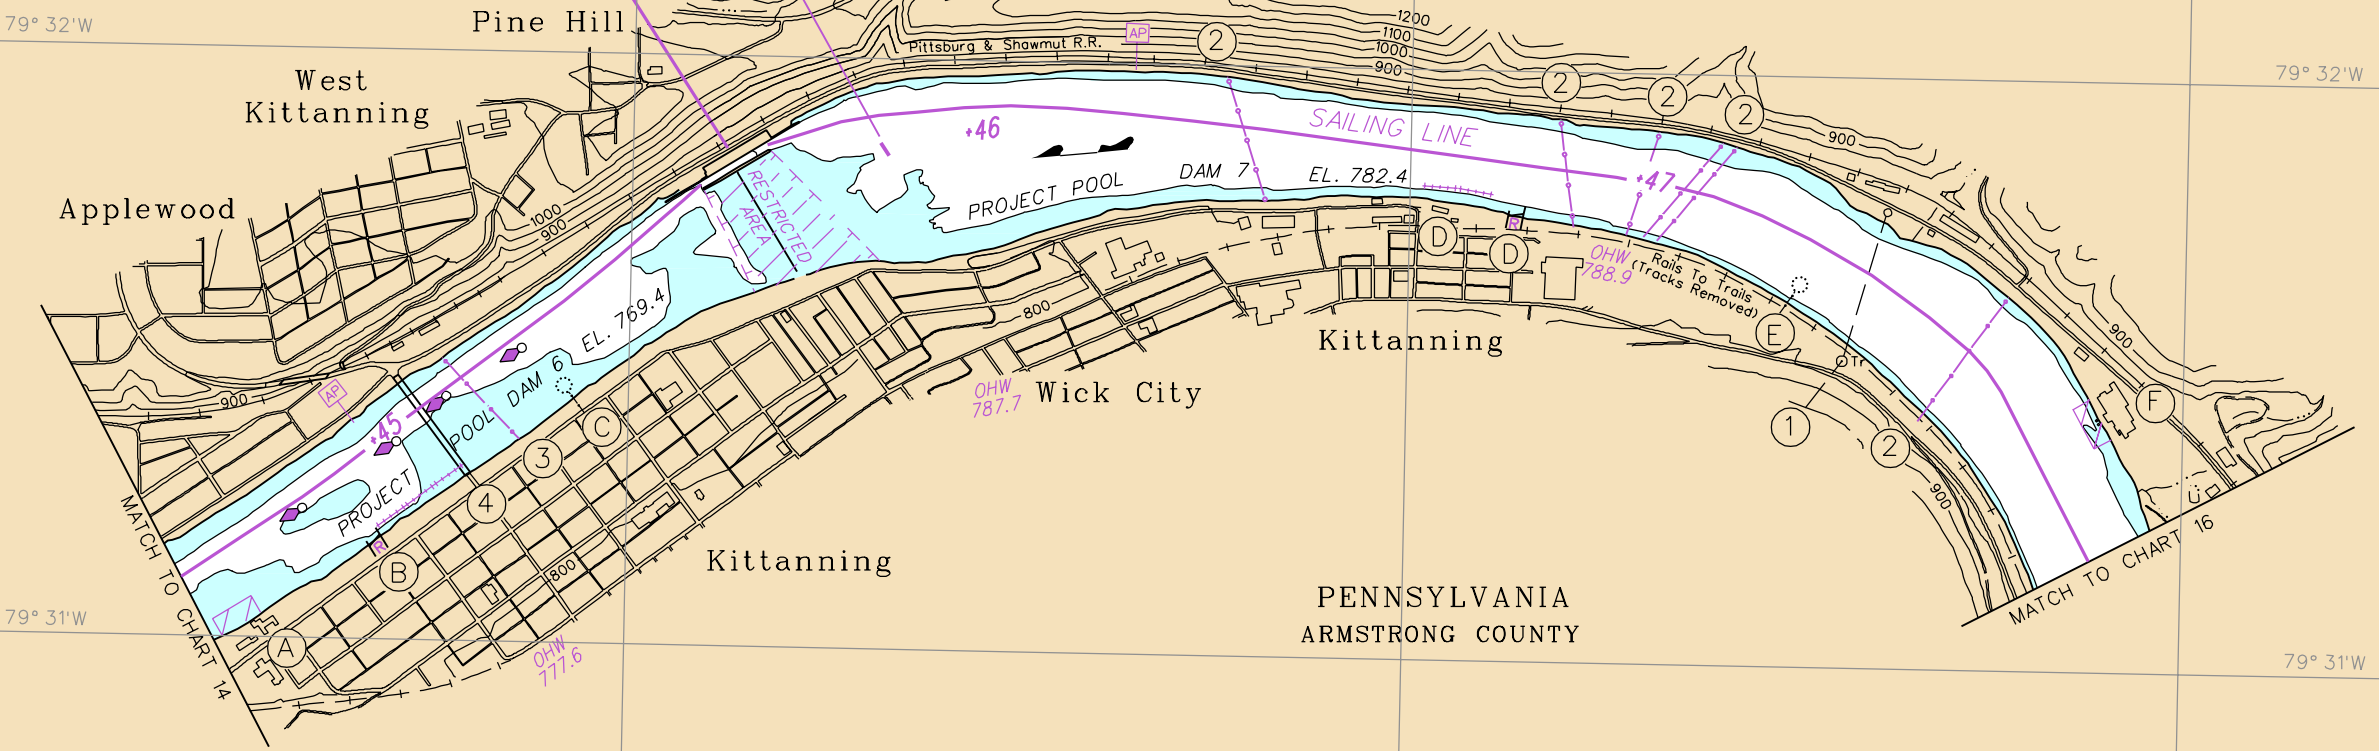 79° 32'W
Pine Hill
West
Kittanning
Applewood
Pittsburg & Shawmut R.R.
AP
2
1200
1100
1000
900
2
2
2
900
79° 32'W
+46
SAILING LINE
PROJECT POOL DAM 7 EL. 782.4
+47
RESTRICTED
AREA
1000
900
R
D
D
OHW
788.9
Rails To Trails
(Tracks Removed)
E
Tr
1
2
900
900
F
U
MATCH TO CHART 16
Kittanning
800
Wick City
OHW
787.7
PROJECT POOL DAM 6 EL. 769.4
900
AP
+45
C
3
4
R
B
A
800
Kittanning
OHW
777.6
MATCH TO CHART 14
PENNSYLVANIA
ARMSTRONG COUNTY
79° 31'W
79° 31'W